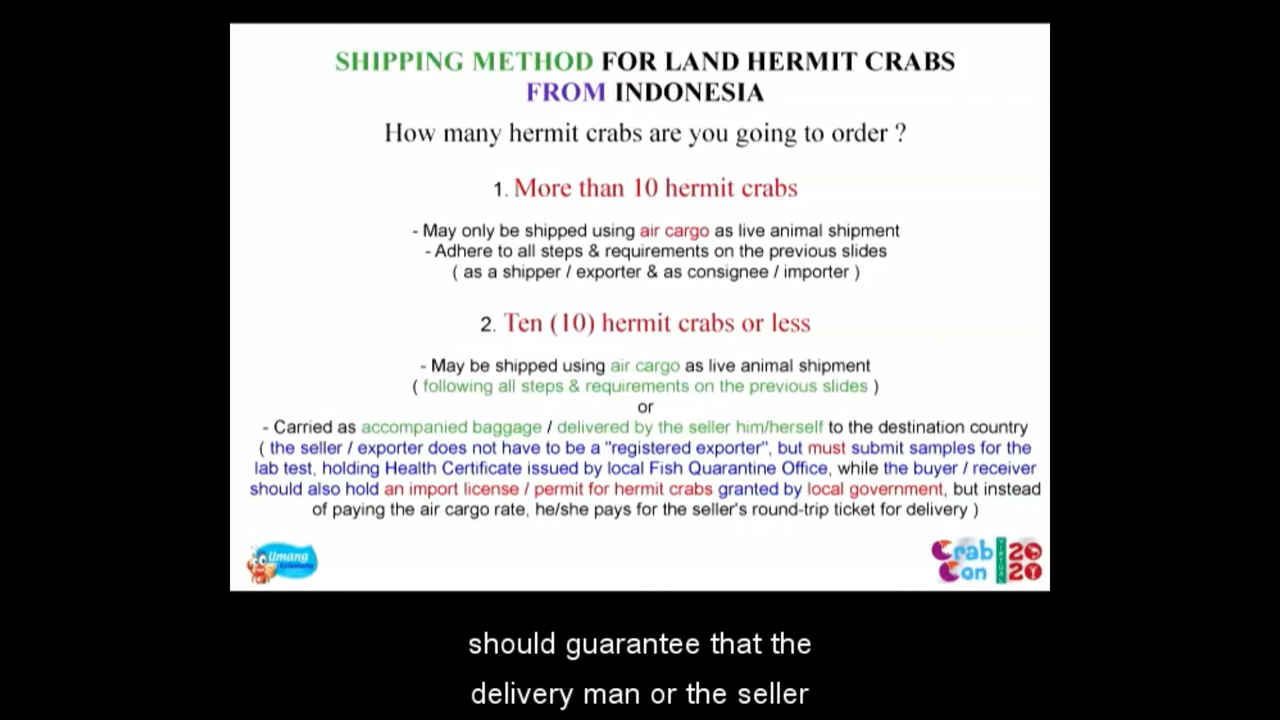 SHIPPING METHOD FOR LAND HERMIT CRABS
FROM INDONESIA
How many hermit crabs are you going to order ?
1. More than 10 hermit crabs
- May only be shipped using air cargo as live animal shipment
- Adhere to all steps & requirements on the previous slides
( as a shipper / exporter & as consignee / importer )
2. Ten (10) hermit crabs or less
- May be shipped using air cargo as live animal shipment
( following all steps & requirements on the previous slides )
or
- Carried as accompanied baggage / delivered by the seller him/herself to the destination country
( the seller / exporter does not have to be a "registered exporter", but must submit samples for the
lab test, holding Health Certificate issued by local Fish Quarantine Office, while the buyer / receiver
should also hold an import license / permit for hermit crabs granted by local government, but instead
of paying the air cargo rate, he/she pays for the seller's round-trip ticket for delivery )
Umang
Crab 20
Con 20
VIRTUAL
should guarantee that the
delivery man or the seller